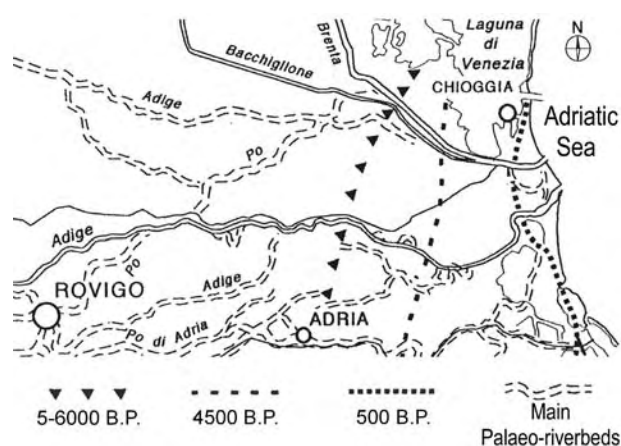 Laguna
di
Venezia
N
Bacchiglione
Brenta
CHIOGGIA
Adriatic
Sea
Adige
Po
Adige
Po
ROVIGO
Adige
Po di Adria
ADRIA
5-6000 B.P.
4500 B.P.
500 B.P.
Main
Palaeo-riverbeds